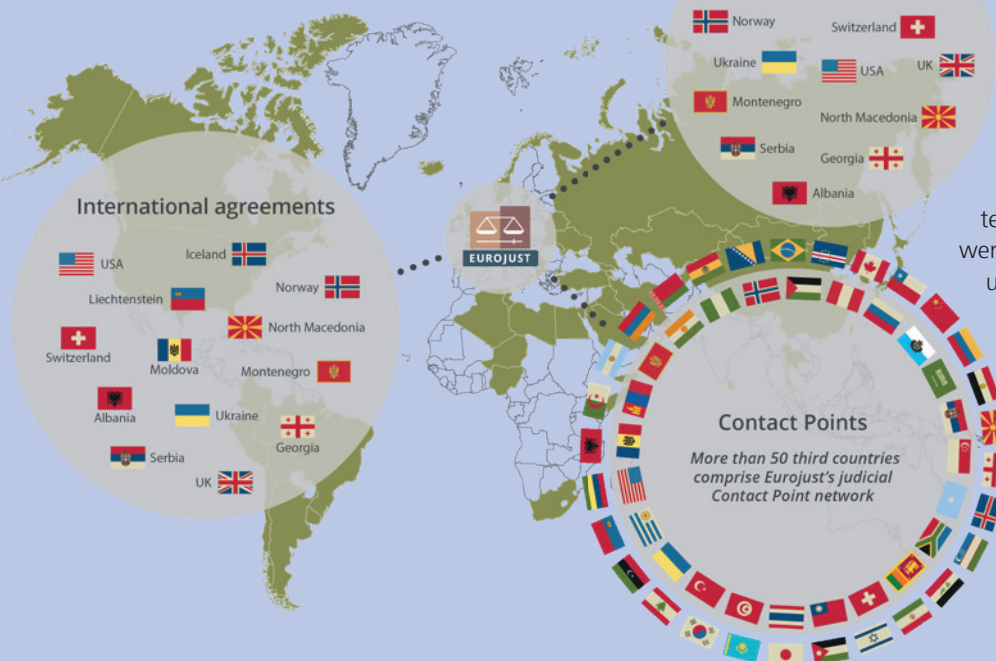 Norway
Switzerland
Ukraine
USA
UK
Montenegro
North Macedonia
Serbia
Georgia
Albania
EUROJUST
International agreements
USA
Iceland
Norway
Liechtenstein
North Macedonia
Switzerland
Moldova
Montenegro
Albania
Ukraine
Georgia
Serbia
UK
Contact Points
More than 50 third countries
comprise Eurojust's judicial
Contact Point network